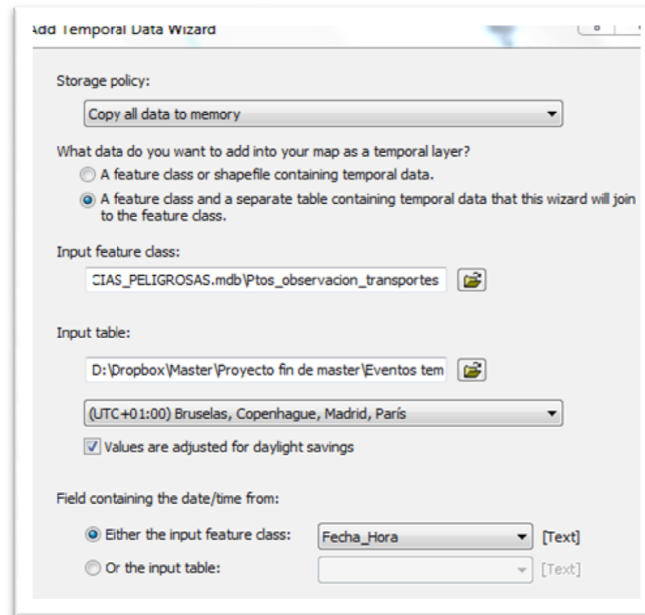 Add Temporal Data Wizard
Storage policy:
Copy all data to memory
What data do you want to add into your map as a temporal layer?
A feature class or shapefile containing temporal data.
A feature class and a separate table containing temporal data that this wizard will join
to the feature class.
Input feature class:
CIAS_PELIGROSAS.mdb\Ptos_observacion_transportes
Input table:
D:\Dropbox\Master\Proyecto fin de master\Eventos tem
(UTC+01:00) Bruselas, Copenhague, Madrid, París
Values are adjusted for daylight savings
Field containing the date/time from:
Either the input feature class: Fecha_Hora [Text]
Or the input table: [Text]